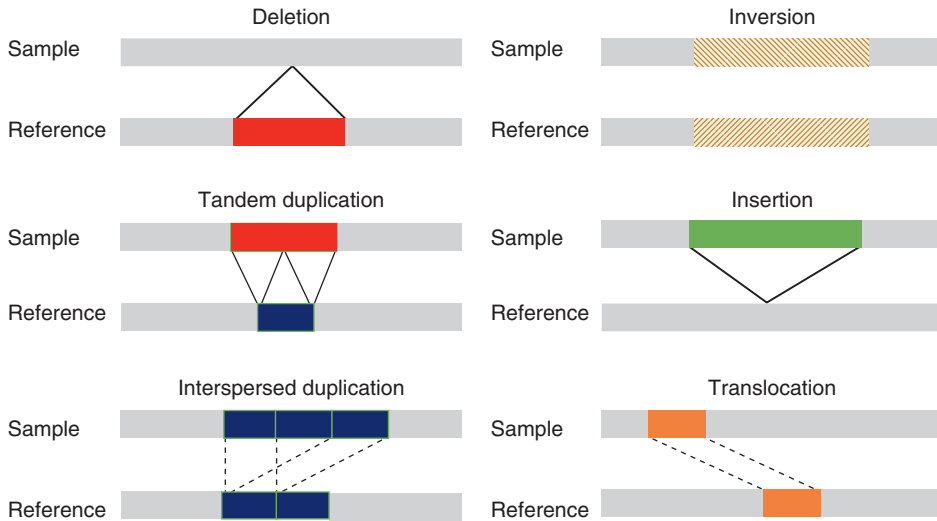 Deletion
Sample
Reference
Inversion
Sample
Reference
Tandem duplication
Sample
Reference
Insertion
Sample
Reference
Interspersed duplication
Sample
Reference
Translocation
Sample
Reference